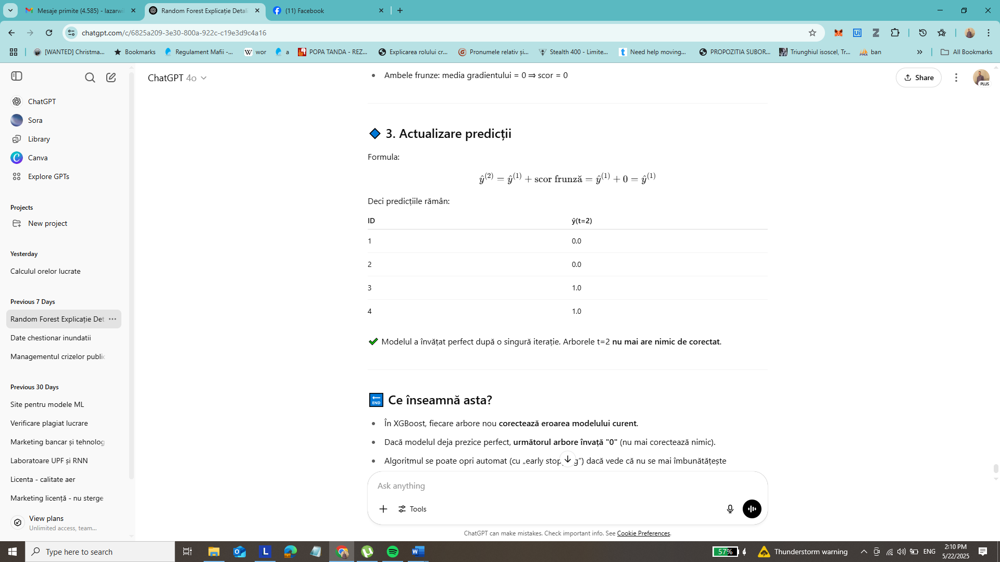 Mesaje primite (4.585) - lazarwi
Random Forest Explicație Detali
(11) Facebook
chatgpt.com/c/6825a209-3e30-800a-922c-c19e3d9c4a16
[WANTED] Christma...
Bookmarks
Regulament Mafii -...
wor
a
POPA TANDA - REZ...
Explicarea rolului cr...
Pronumele relativ și...
Stealth 400 - Limite...
Need help moving...
PROPOZITIA SUBOR...
Triunghiul isoscel, Tr...
ban
All Bookmarks
ChatGPT
Sora
Library
Canva
Explore GPTs
Projects
New project
Yesterday
Calculul orelor lucrate
Previous 7 Days
Random Forest Explicație Det
Date chestionar inundatii
Managementul crizelor public
Previous 30 Days
Site pentru modele ML
Verificare plagiat lucrare
Marketing bancar și tehnolog
Laboratoare UPF și RNN
Licenta - calitate aer
Marketing licență - nu sterge
View plans
Unlimited access, team...
ChatGPT 4o
Share
PLUS
• Ambele frunze: media gradientului = 0 ⇒ scor = 0
🔷 3. Actualizare predicții
Formula:
ŷ⁽²⁾ = ŷ⁽¹⁾ + scor frunză = ŷ⁽¹⁾ + 0 = ŷ⁽¹⁾
Deci predicțiile rămân:
ID ŷ(t=2)
1 0.0
2 0.0
3 1.0
4 1.0
✔ Modelul a învățat perfect după o singură iterație. Arborele t=2 nu mai are nimic de corectat.
🔚 Ce înseamnă asta?
• În XGBoost, fiecare arbore nou corectează eroarea modelului curent.
• Dacă modelul deja prezice perfect, următorul arbore învață "0" (nu mai corectează nimic).
• Algoritmul se poate opri automat (cu „early stop g”) dacă vede că nu se mai îmbunătățește
Ask anything
Tools
ChatGPT can make mistakes. Check important info. See Cookie Preferences.
Type here to search
57%
Thunderstorm warning
ENG
2:10 PM
5/22/2025